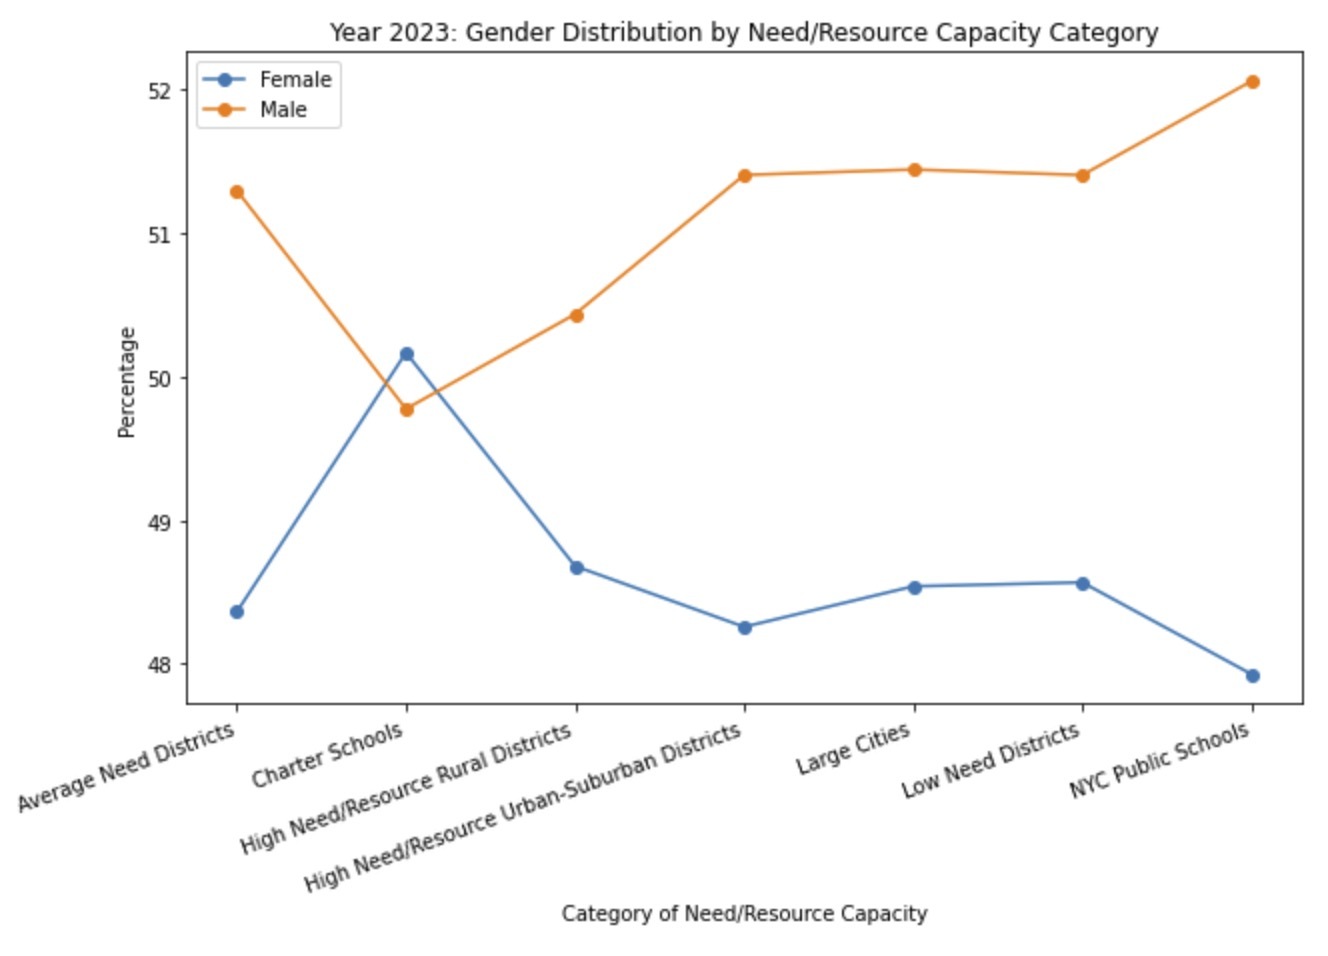 Year 2023: Gender Distribution by Need/Resource Capacity Category
Female
Male
52
51
50
49
48
Percentage
Average Need Districts
Charter Schools
High Need/Resource Rural Districts
High Need/Resource Urban-Suburban Districts
Large Cities
Low Need Districts
NYC Public Schools
Category of Need/Resource Capacity